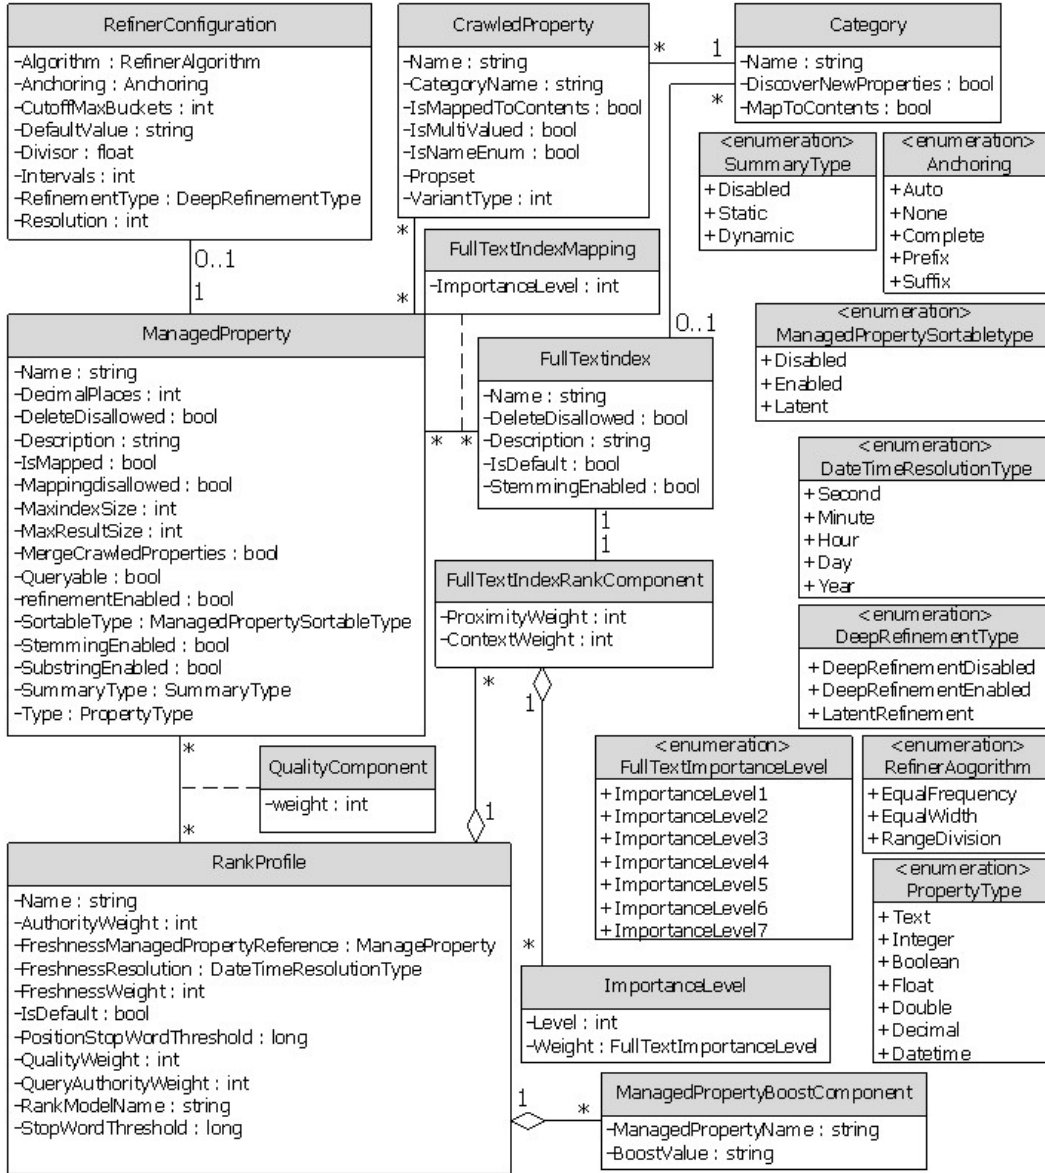 RefinerConfiguration
-Algorithm : RefinerAlgorithm
-Anchoring : Anchoring
-CutoffMaxBuckets : int
-DefaultValue : string
-Divisor : float
-Intervals : int
-RefinementType : DeepRefinementType
-Resolution : int
CrawledProperty
-Name : string
-CategoryName : string
-IsMappedToContents : bool
-IsMultiValued : bool
-IsNameEnum : bool
-Propset
-VariantType : int
* 1
Category
-Name : string
-DiscoverNewProperties : bool
-MapToContents : bool
*
<enumeration>
SummaryType
+Disabled
+Static
+Dynamic
<enumeration>
Anchoring
+Auto
+None
+Complete
+Prefix
+Suffix
0..1
1
*
*
FullTextIndexMapping
-ImportanceLevel : int
0..1
<enumeration>
ManagedPropertySortabletype
+Disabled
+Enabled
+Latent
ManagedProperty
-Name : string
-DecimalPlaces : int
-DeleteDisallowed : bool
-Description : string
-IsMapped : bool
-Mappingdisallowed : bool
-MaxindexSize : int
-MaxResultSize : int
-MergeCrawledProperties : bool
-Queryable : bool
-refinementEnabled : bool
-SortableType : ManagedPropertySortableType
-StemmingEnabled : bool
-SubstringEnabled : bool
-SummaryType : SummaryType
-Type : PropertyType
* *
FullTextindex
-Name : string
-DeleteDisallowed : bool
-Description : string
-IsDefault : bool
-StemmingEnabled : bool
1
1
<enumeration>
DateTimeResolutionType
+Second
+Minute
+Hour
+Day
+Year
FullTextIndexRankComponent
-ProximityWeight : int
-ContextWeight : int
*
1
<enumeration>
DeepRefinementType
+DeepRefinementDisabled
+DeepRefinementEnabled
+LatentRefinement
*
QualityComponent
-weight : int
*
1
<enumeration>
FullTextImportanceLevel
+ImportanceLevel1
+ImportanceLevel2
+ImportanceLevel3
+ImportanceLevel4
+ImportanceLevel5
+ImportanceLevel6
+ImportanceLevel7
<enumeration>
RefinerAogorithm
+EqualFrequency
+EqualWidth
+RangeDivision
RankProfile
-Name : string
-AuthorityWeight : int
-FreshnessManagedPropertyReference : ManageProperty
-FreshnessResolution : DateTimeResolutionType
-FreshnessWeight : int
-IsDefault : bool
-PositionStopWordThreshold : long
-QualityWeight : int
-QueryAuthorityWeight : int
-RankModelName : string
-StopWordThreshold : long
<enumeration>
PropertyType
+Text
+Integer
+Boolean
+Float
+Double
+Decimal
+Datetime
*
ImportanceLevel
-Level : int
-Weight : FullTextImportanceLevel
1 *
ManagedPropertyBoostComponent
-ManagedPropertyName : string
-BoostValue : string